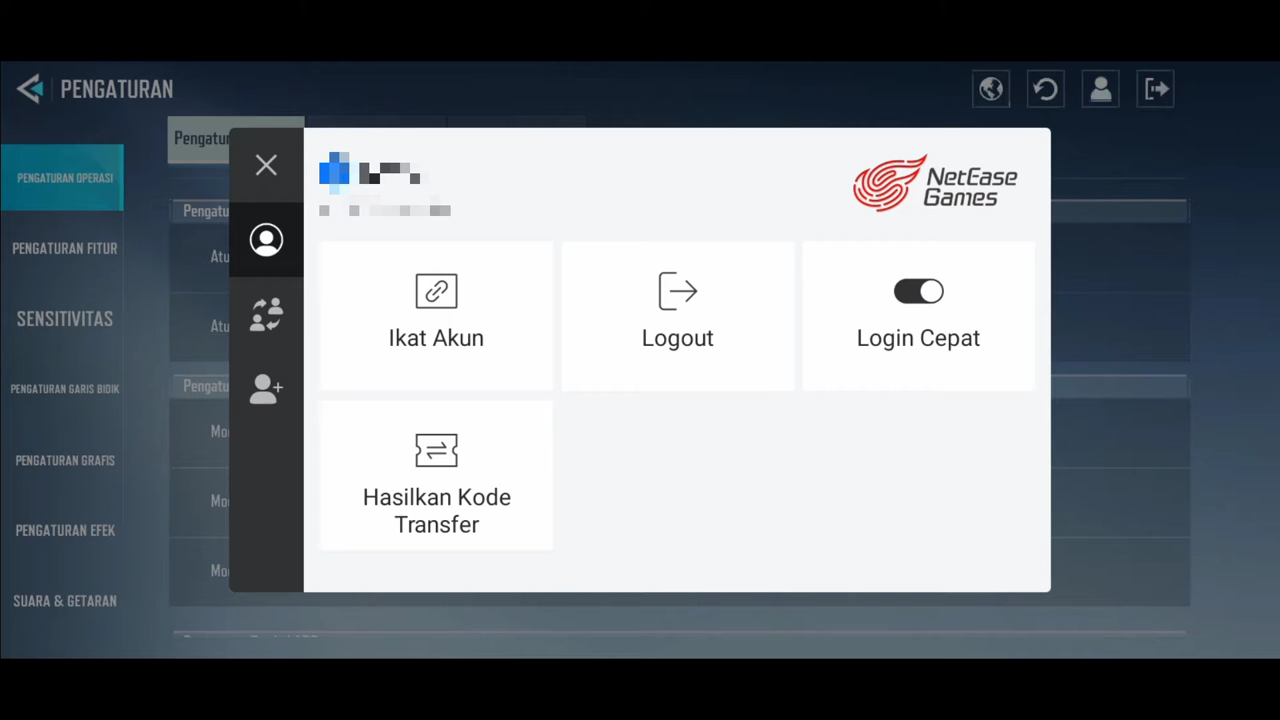 PENGATURAN
PENGATURAN OPERASI
PENGATURAN FITUR
SENSITIVITAS
PENGATURAN GARIS BIDIK
PENGATURAN GRAFIS
PENGATURAN EFEK
SUARA & GETARAN
NetEase
Games
Ikat Akun
Logout
Login Cepat
Hasilkan Kode
Transfer